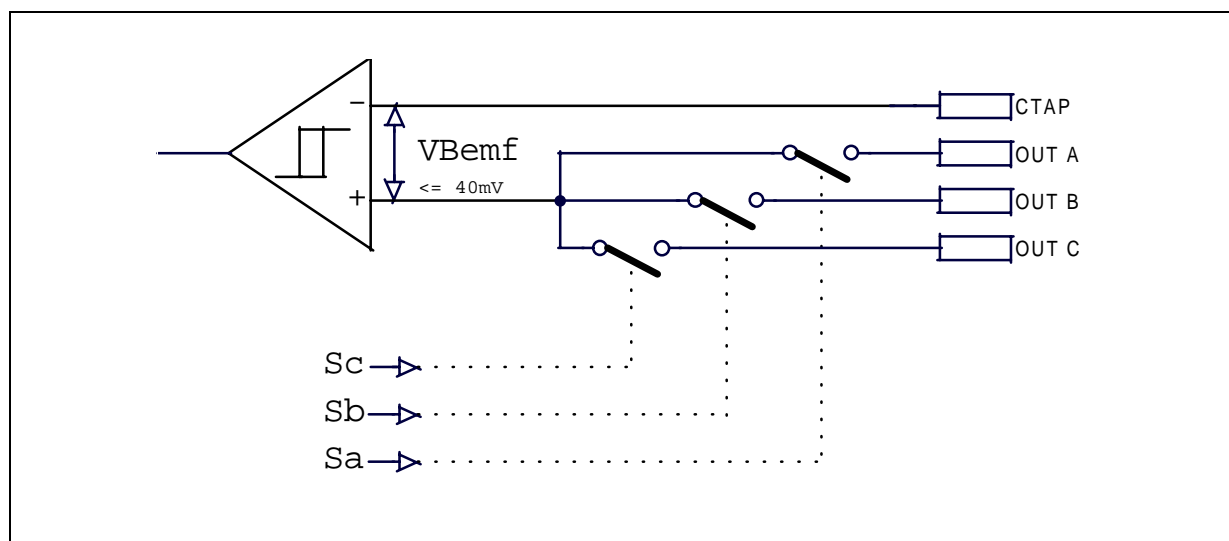 −
CTAP
VBemf
OUT A
<= 40mV
+
OUT B
OUT C
Sc
Sb
Sa